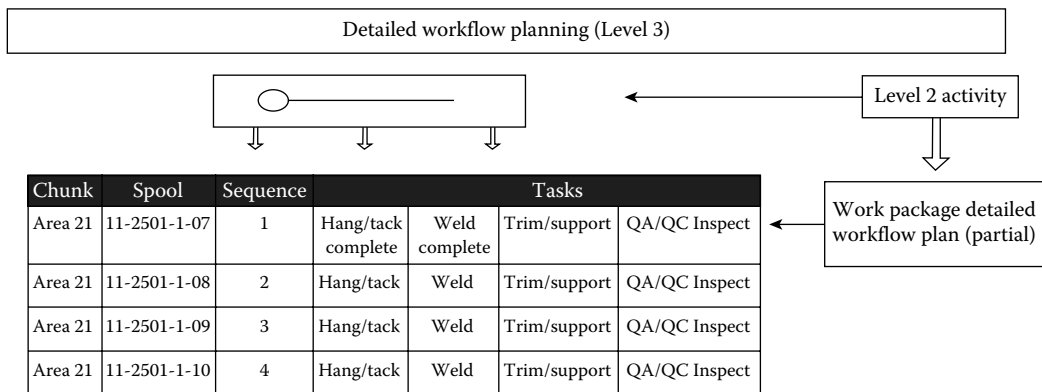 Detailed workflow planning (Level 3)
Level 2 activity
Chunk Spool Sequence Tasks
Area 21 11-2501-1-07 1 Hang/tack complete Weld complete Trim/support QA/QC Inspect
Work package detailed
workflow plan (partial)
Area 21 11-2501-1-08 2 Hang/tack Weld Trim/support QA/QC Inspect
Area 21 11-2501-1-09 3 Hang/tack Weld Trim/support QA/QC Inspect
Area 21 11-2501-1-10 4 Hang/tack Weld Trim/support QA/QC Inspect